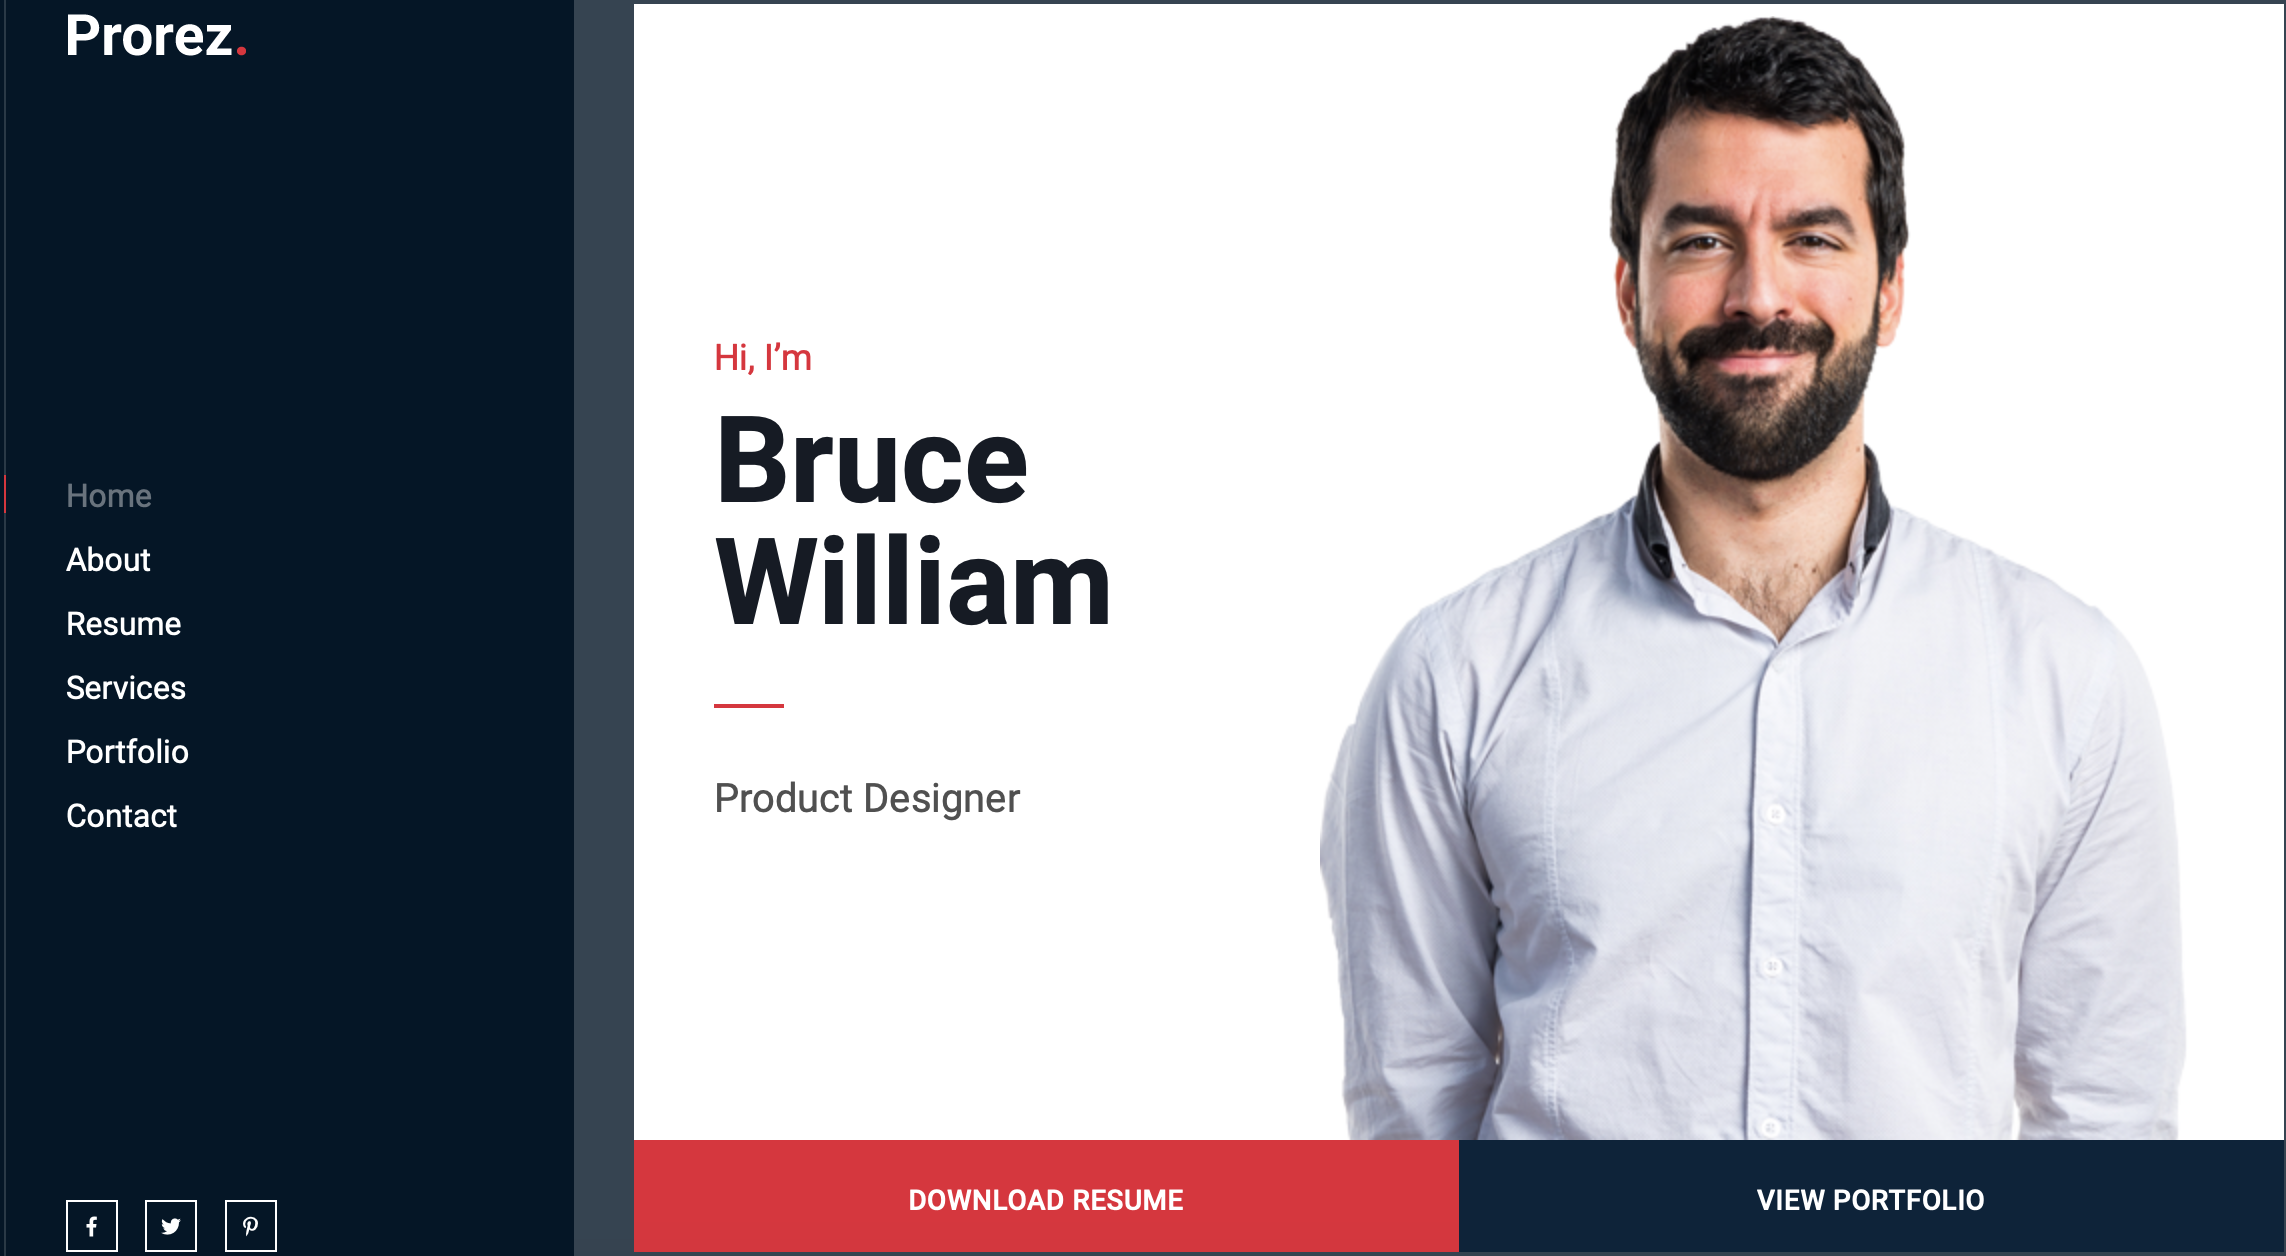 Prorez.
Home
About
Resume
Services
Portfolio
Contact
Hi, I’m
Bruce
William
Product Designer
DOWNLOAD RESUME
VIEW PORTFOLIO